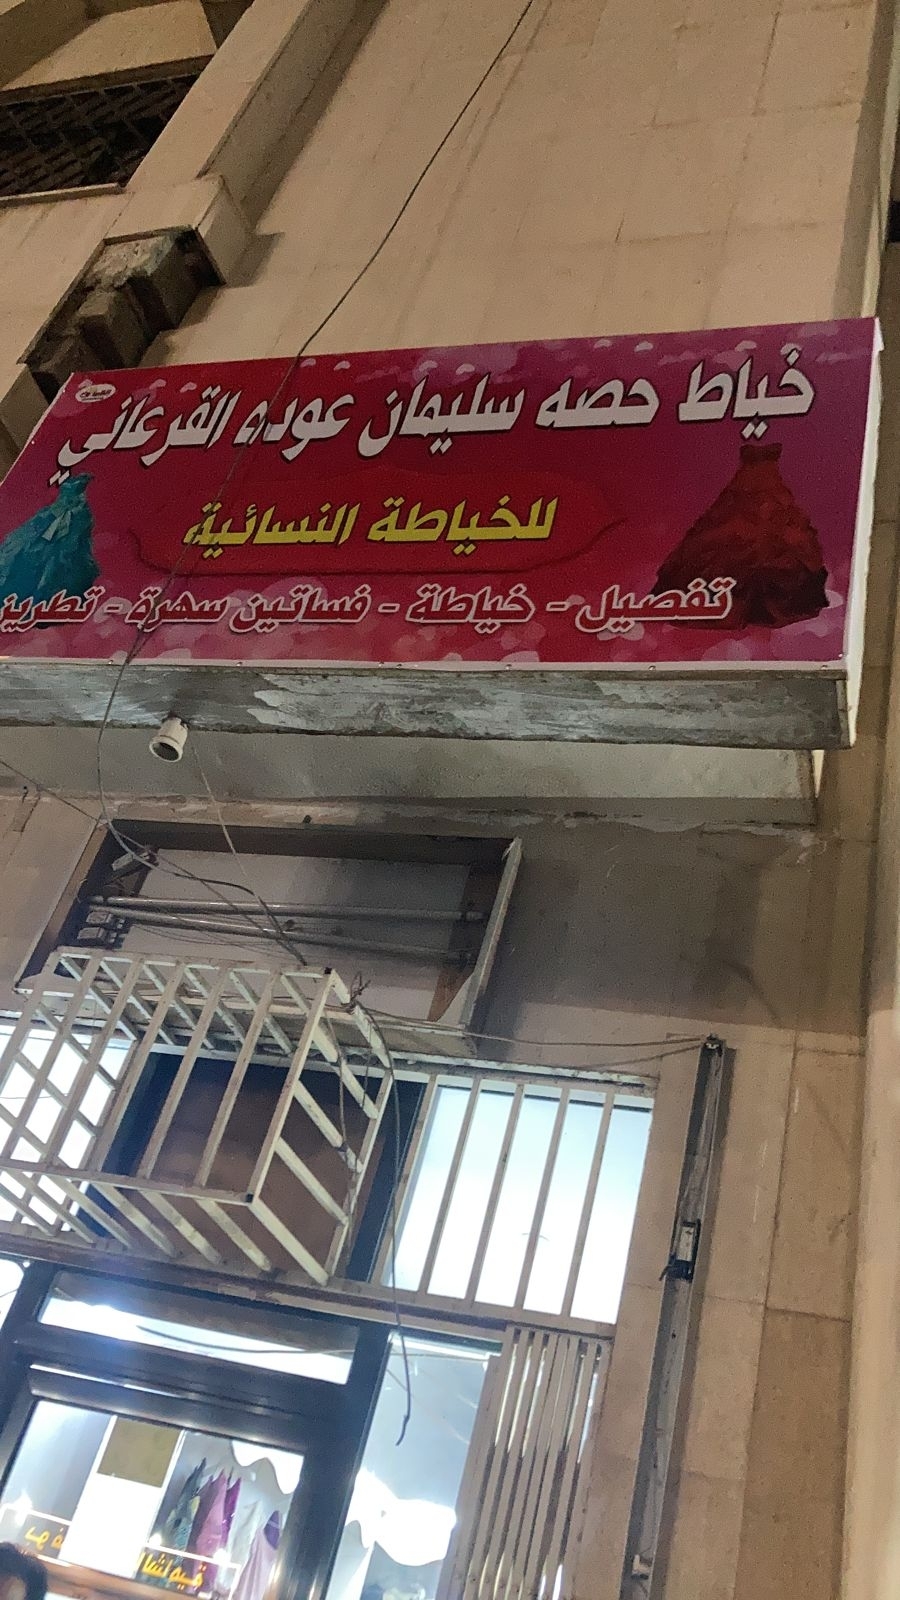 خياط حصه سليمان عوده القرعاني
للخياطة النسائية
تفصيل - خياطة - فساتين سهرة - تطريز